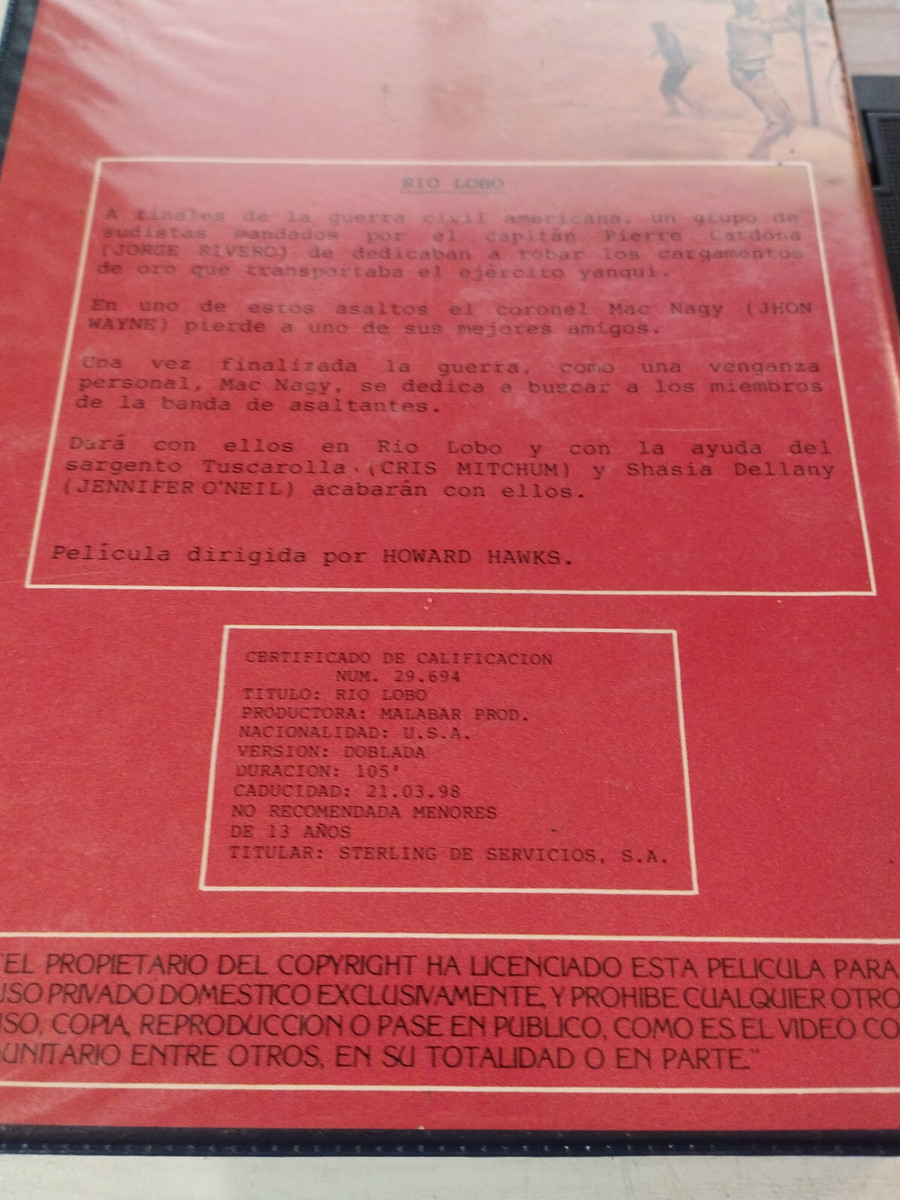 RIO LOBO
A finales de la guerra civil americana, un grupo de
sudistas mandados por el capitán Pierre Cardona
(JORGE RIVERO) de dedicaban a robar los cargamentos
de oro que transportaba el ejército yanqui.
En uno de estos asaltos el coronel Mac Nagy (JHON
WAYNE) pierde a uno de sus mejores amigos.
Una vez finalizada la guerra, como una venganza
personal, Mac Nagy, se dedica a buscar a los miembros
de la banda de asaltantes.
Dará con ellos en Rio Lobo y con la ayuda del
sargento Tuscarolla (CRIS MITCHUM) y Shasia Dellany
(JENNIFER O'NEIL) acabarán con ellos.
Película dirigida por HOWARD HAWKS.
CERTIFICADO DE CALIFICACION
NUM. 29.694
TITULO: RIO LOBO
PRODUCTORA: MALABAR PROD.
NACIONALIDAD: U.S.A.
VERSION: DOBLADA
DURACION: 105'
CADUCIDAD: 21.03.98
NO RECOMENDADA MENORES
DE 13 AÑOS
TITULAR: STERLING DE SERVICIOS, S.A.
"EL PROPIETARIO DEL COPYRIGHT HA LICENCIADO ESTA PELICULA PARA
USO PRIVADO DOMESTICO EXCLUSIVAMENTE, Y PROHIBE CUALQUIER OTRO
USO, COPIA, REPRODUCCION O PASE EN PUBLICO, COMO ES EL VIDEO CO
UNITARIO ENTRE OTROS, EN SU TOTALIDAD O EN PARTE."